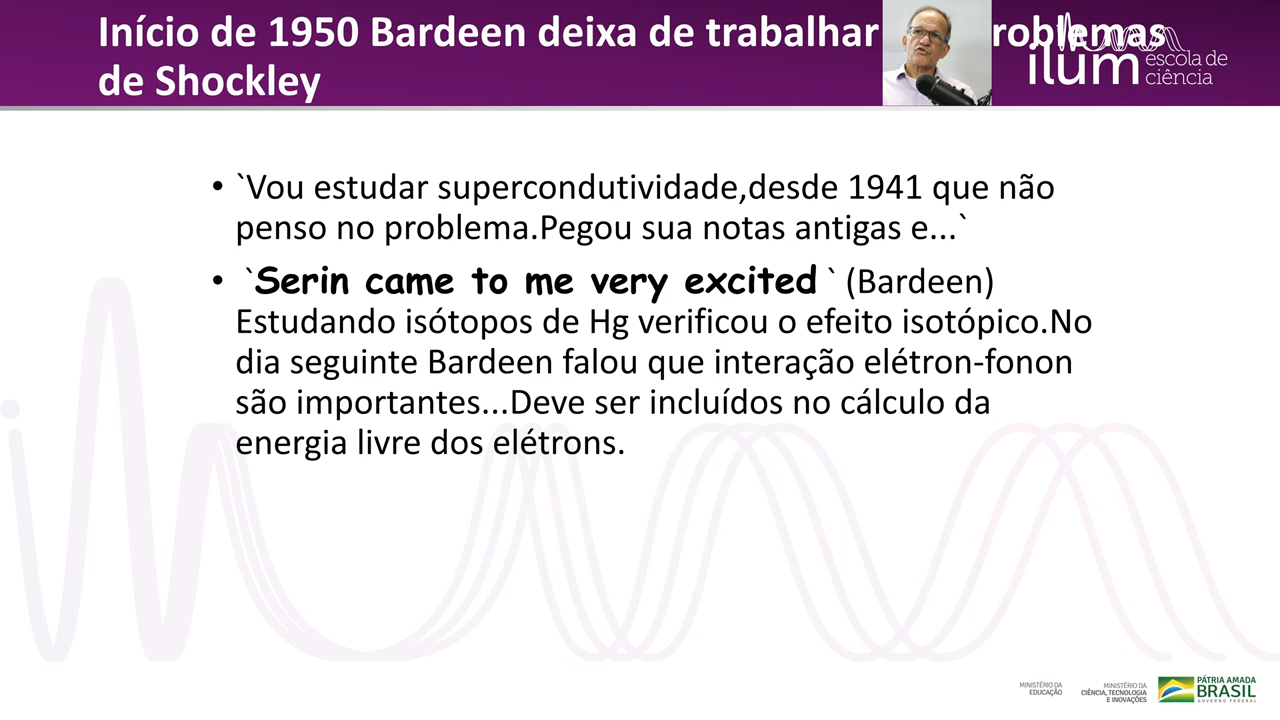 Início de 1950 Bardeen deixa de trabalhar roblemas
de Shockley
ilum escola de
ciência
• `Vou estudar supercondutividade,desde 1941 que não
penso no problema.Pegou sua notas antigas e...`
• `Serin came to me very excited ` (Bardeen)
Estudando isótopos de Hg verificou o efeito isotópico.No
dia seguinte Bardeen falou que interação elétron-fonon
são importantes...Deve ser incluídos no cálculo da
energia livre dos elétrons.
MINISTÉRIO DA
EDUCAÇÃO
MINISTÉRIO DA
CIÊNCIA, TECNOLOGIA
E INOVAÇÕES
PÁTRIA AMADA
BRASIL
GOVERNO FEDERAL